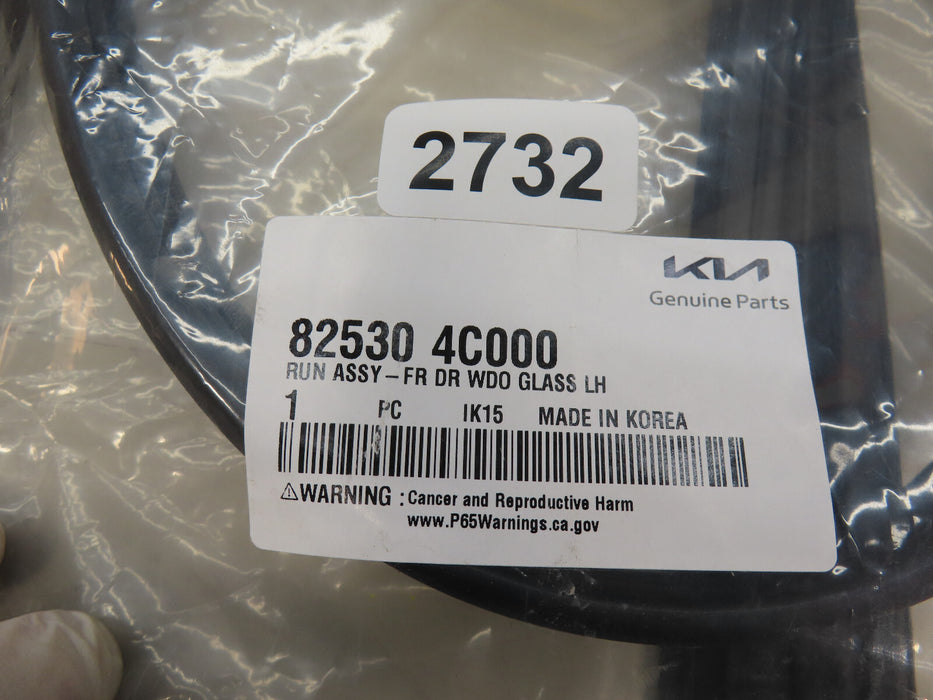 2732
KIA
Genuine Parts
82530 4C000
RUN ASSY-FR DR WDO GLASS LH
1 PC IK15 MADE IN KOREA
⚠WARNING : Cancer and Reproductive Harm
www.P65Warnings.ca.gov